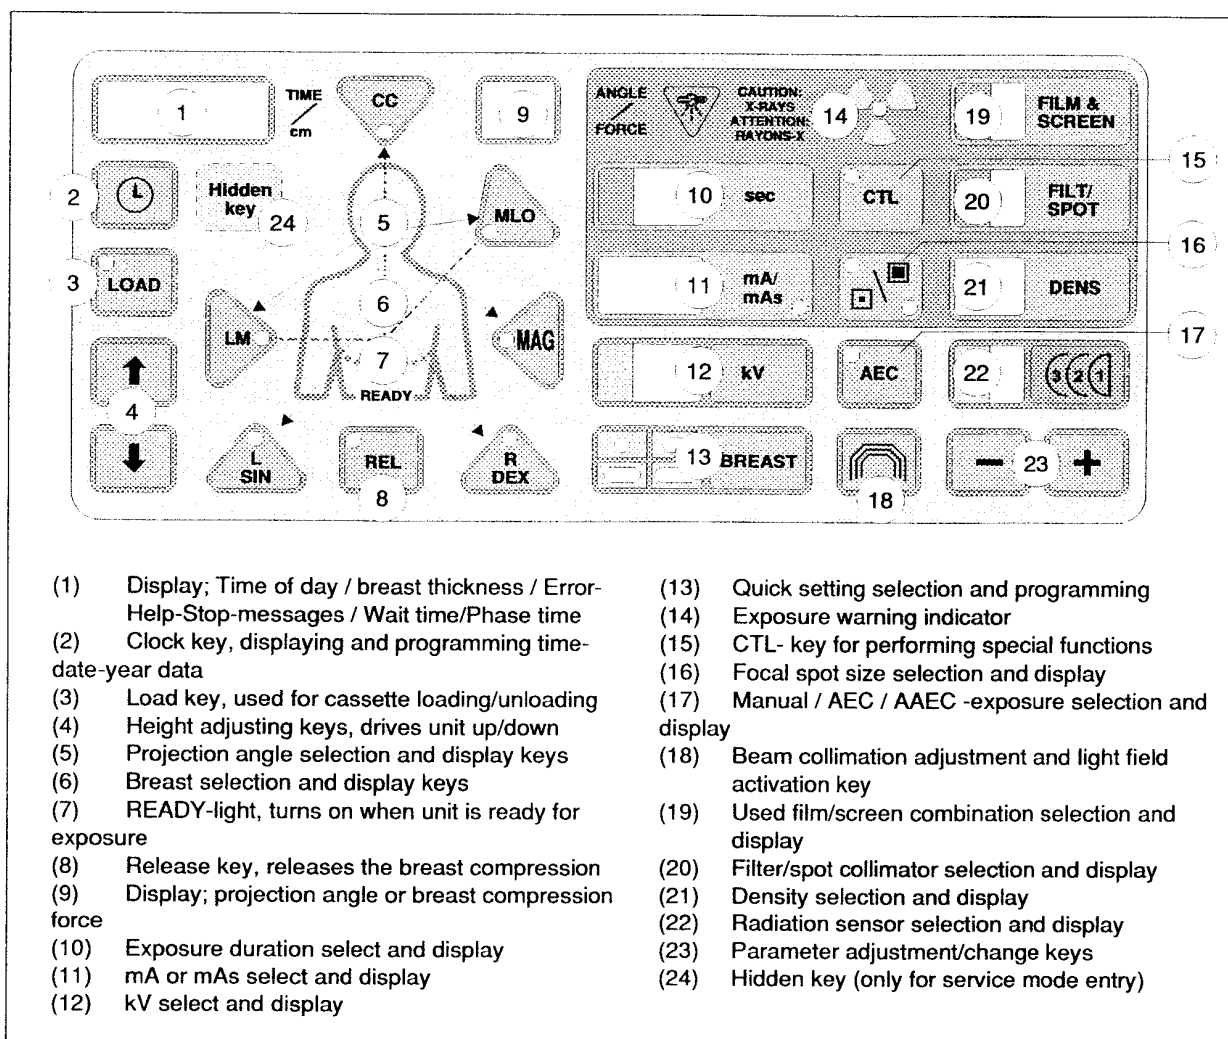 1
TIME
/
cm
CC
9
ANGLE
/
FORCE
CAUTION:
X-RAYS
ATTENTION:
RAYONS-X
14
19
FILM &
SCREEN
15
2
Hidden
key
24
5
MLO
10
sec
CTL
20
FILT/
SPOT
16
3
LOAD
6
11
mA/
mAs
21
DENS
LM
MAG
17
7
READY
4
12
kV
AEC
22
3 2 1
L
SIN
REL
8
R
DEX
13
BREAST
18
−
23
+
(1) Display; Time of day / breast thickness / Error-
Help-Stop-messages / Wait time/Phase time
(2) Clock key, displaying and programming time-
date-year data
(3) Load key, used for cassette loading/unloading
(4) Height adjusting keys, drives unit up/down
(5) Projection angle selection and display keys
(6) Breast selection and display keys
(7) READY-light, turns on when unit is ready for
exposure
(8) Release key, releases the breast compression
(9) Display; projection angle or breast compression
force
(10) Exposure duration select and display
(11) mA or mAs select and display
(12) kV select and display
(13) Quick setting selection and programming
(14) Exposure warning indicator
(15) CTL- key for performing special functions
(16) Focal spot size selection and display
(17) Manual / AEC / AAEC -exposure selection and
display
(18) Beam collimation adjustment and light field
activation key
(19) Used film/screen combination selection and
display
(20) Filter/spot collimator selection and display
(21) Density selection and display
(22) Radiation sensor selection and display
(23) Parameter adjustment/change keys
(24) Hidden key (only for service mode entry)